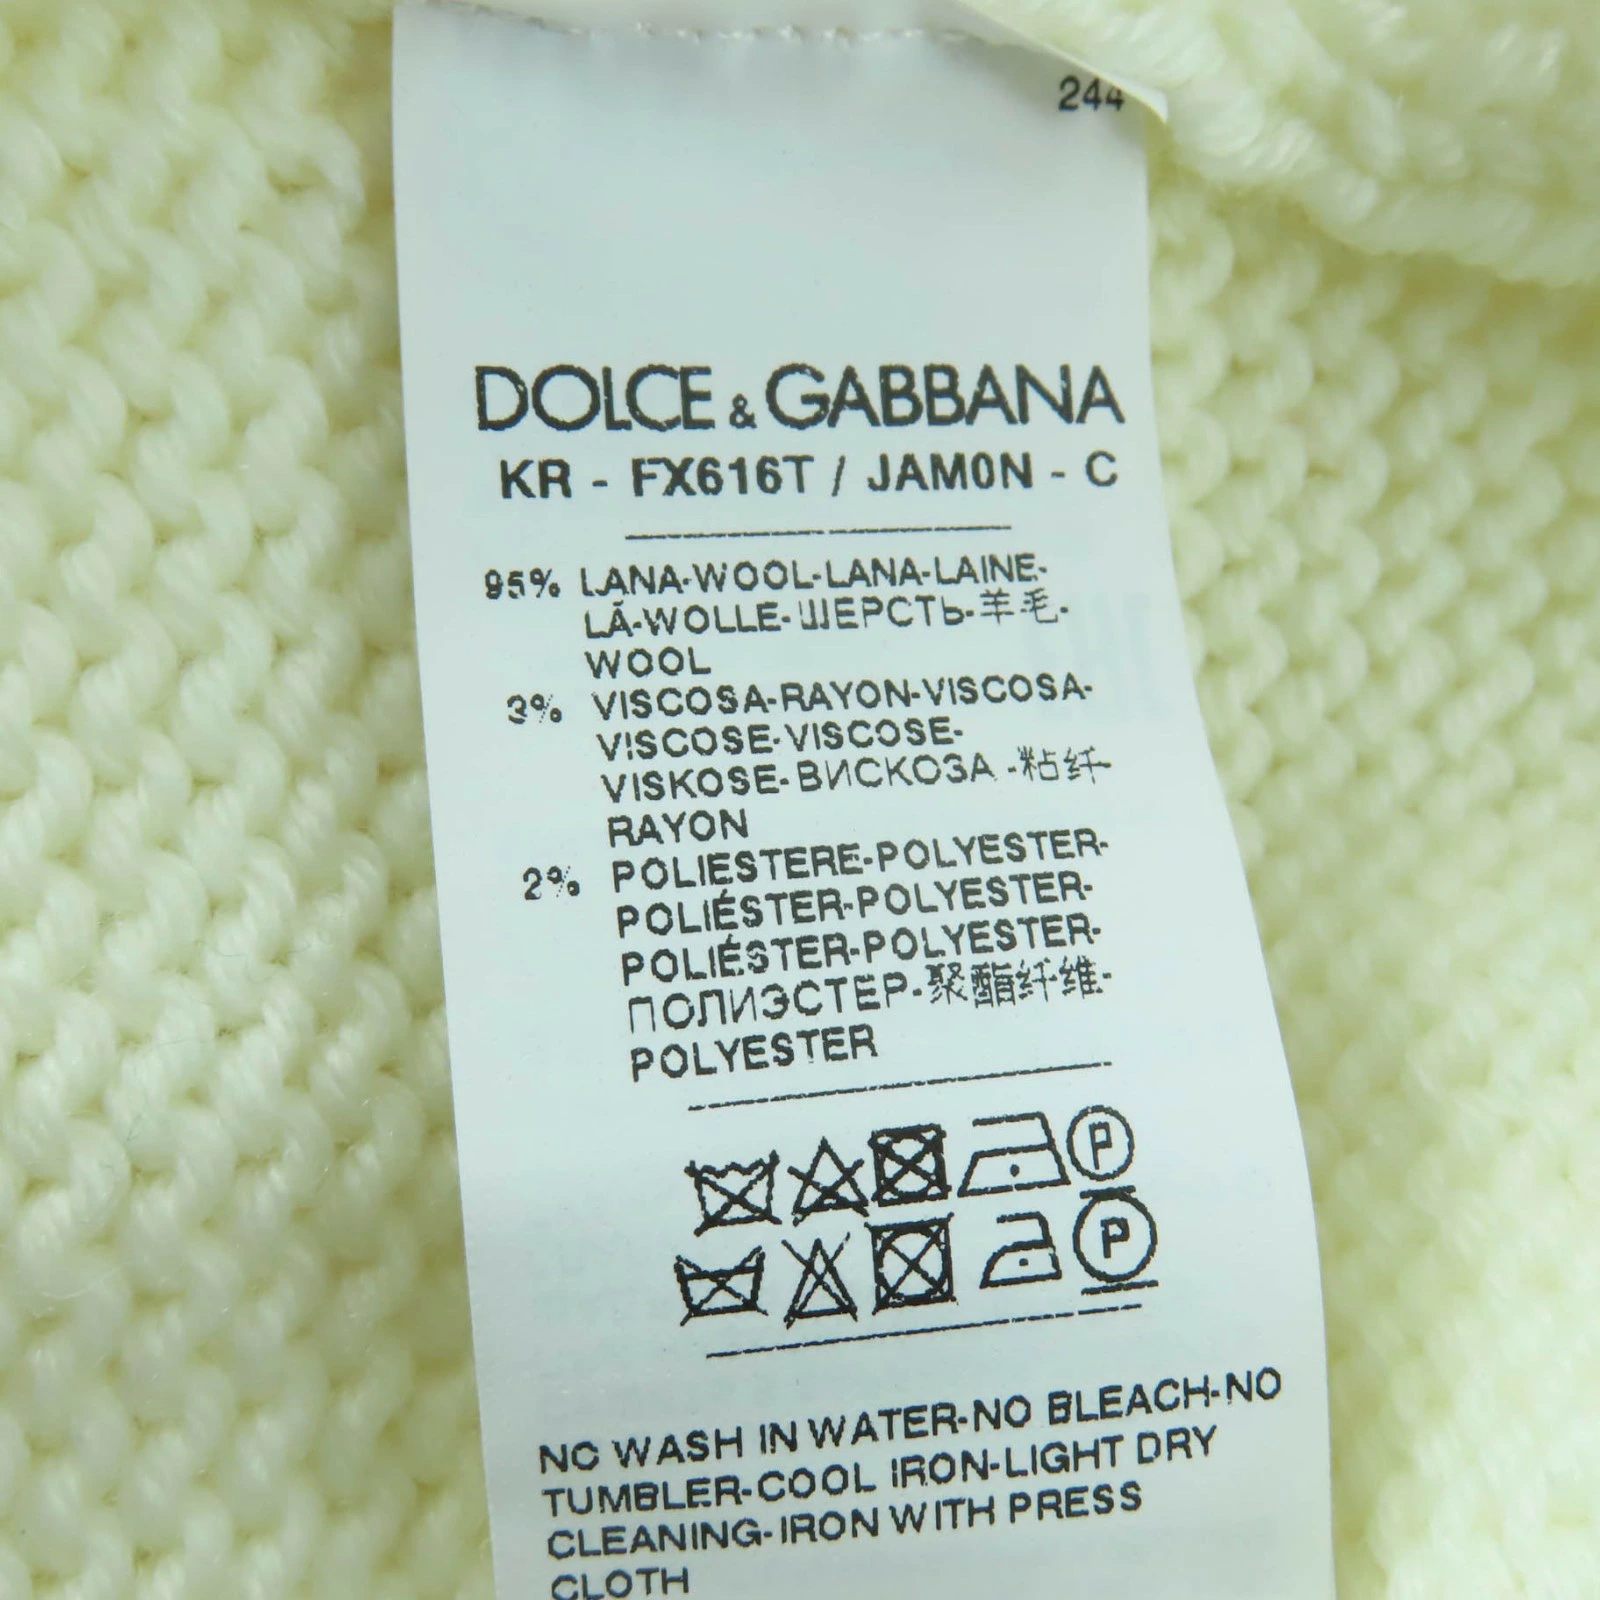 244
DOLCE & GABBANA
KR - FX616T / JAM0N - C
95% LANA-WOOL-LANA-LAINE-
LÃ-WOLLE-ШЕРСТЬ-羊毛-
WOOL
3% VISCOSA-RAYON-VISCOSA-
VISCOSE-VISCOSE-
VISKOSE-ВИСКОЗА -粘纤-
RAYON
2% POLIESTERE-POLYESTER-
POLIÉSTER-POLYESTER-
POLIÉSTER-POLYESTER-
ПОЛИЭСТЕР-聚酯纤维-
POLYESTER
P
P
NO WASH IN WATER-NO BLEACH-NO
TUMBLER-COOL IRON-LIGHT DRY
CLEANING-IRON WITH PRESS
CLOTH